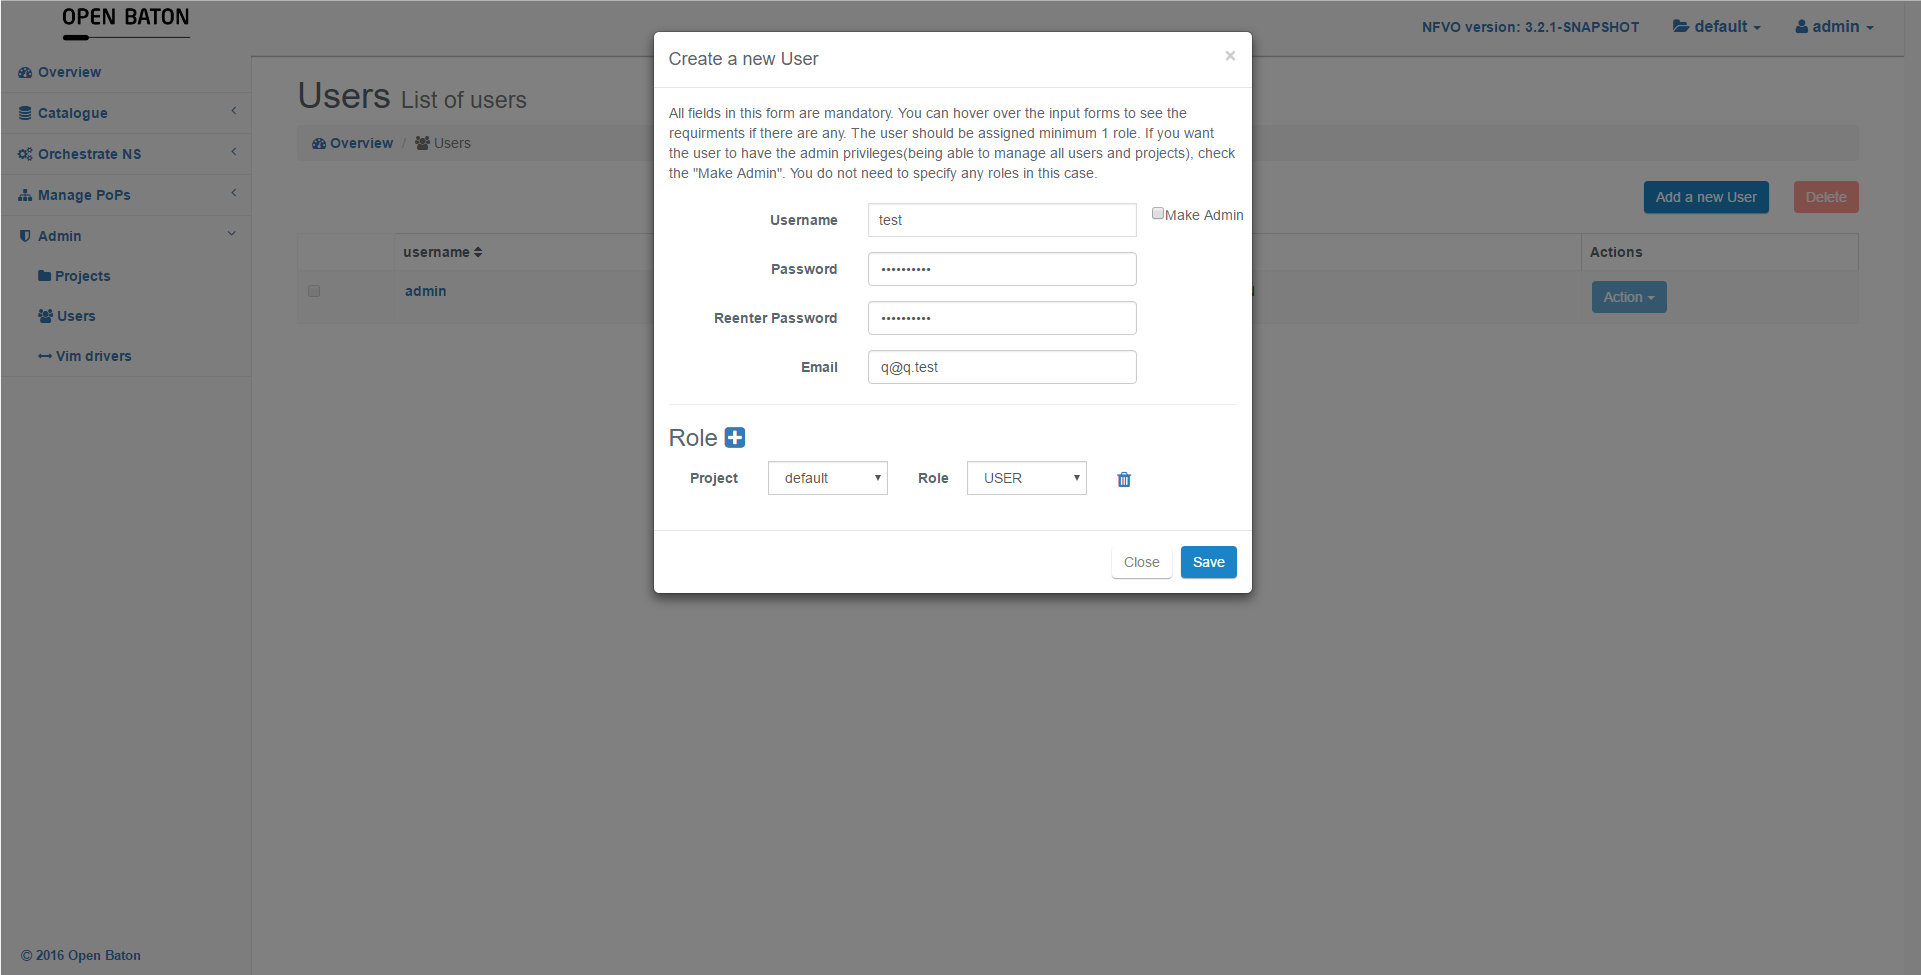 OPEN BATON
NFVO version: 3.2.1-SNAPSHOT
default
admin
Overview
Catalogue
Orchestrate NS
Manage PoPs
Admin
Projects
Users
Vim drivers
© 2016 Open Baton
Users List of users
Overview / Users
Add a new User
Delete
username
Actions
admin
Action
Create a new User
×
All fields in this form are mandatory. You can hover over the input forms to see the
requirments if there are any. The user should be assigned minimum 1 role. If you want
the user to have the admin privileges(being able to manage all users and projects), check
the "Make Admin". You do not need to specify any roles in this case.
Username
test
Make Admin
Password
••••••••••
Reenter Password
••••••••••
Email
q@q.test
Role
Project
default
Role
USER
Close
Save